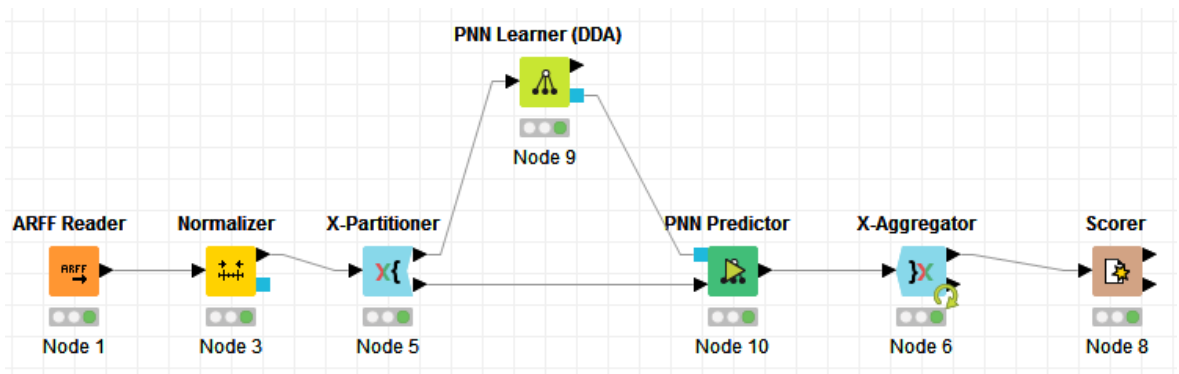 PNN Learner (DDA)
Node 9
ARFF Reader
Normalizer
X-Partitioner
PNN Predictor
X-Aggregator
Scorer
ARFF
X{
}X
Node 1
Node 3
Node 5
Node 10
Node 6
Node 8